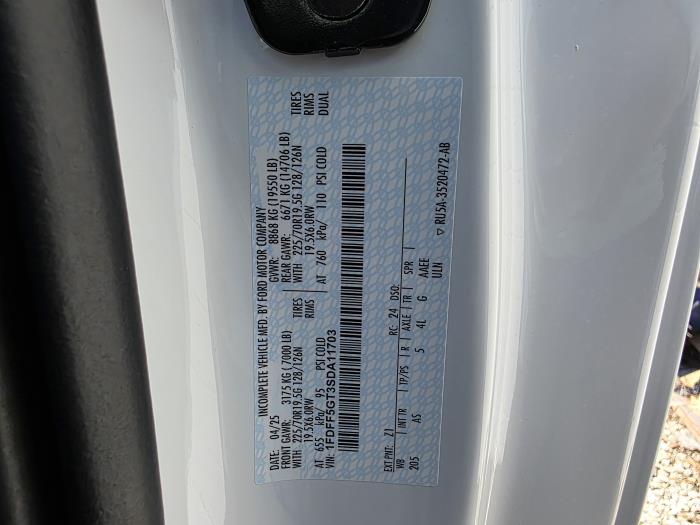 INCOMPLETE VEHICLE MFD. BY FORD MOTOR COMPANY
DATE: 04/25 GVWR: 8868 KG (19550 LB)
FRONT GAWR: 3175 KG (7000 LB) REAR GAWR: 6671 KG (14706 LB)
WITH 225/70R19.5G 128/126N TIRES WITH 225/70R19.5G 128/126N TIRES
19.5X6.0RW RIMS 19.5X6.0RW RIMS
AT 655 kPa/ 95 PSI COLD AT 760 kPa/ 110 PSI COLD DUAL
VIN: 1FDFF5GT3SDA11703
EXT PNT: Z1 RC: 24 DSO:
WB INT TR TP/PS R AXLE TR SPR
205 AS 5 4L G AAEE
ULN
▽ RU5A-3520472-AB